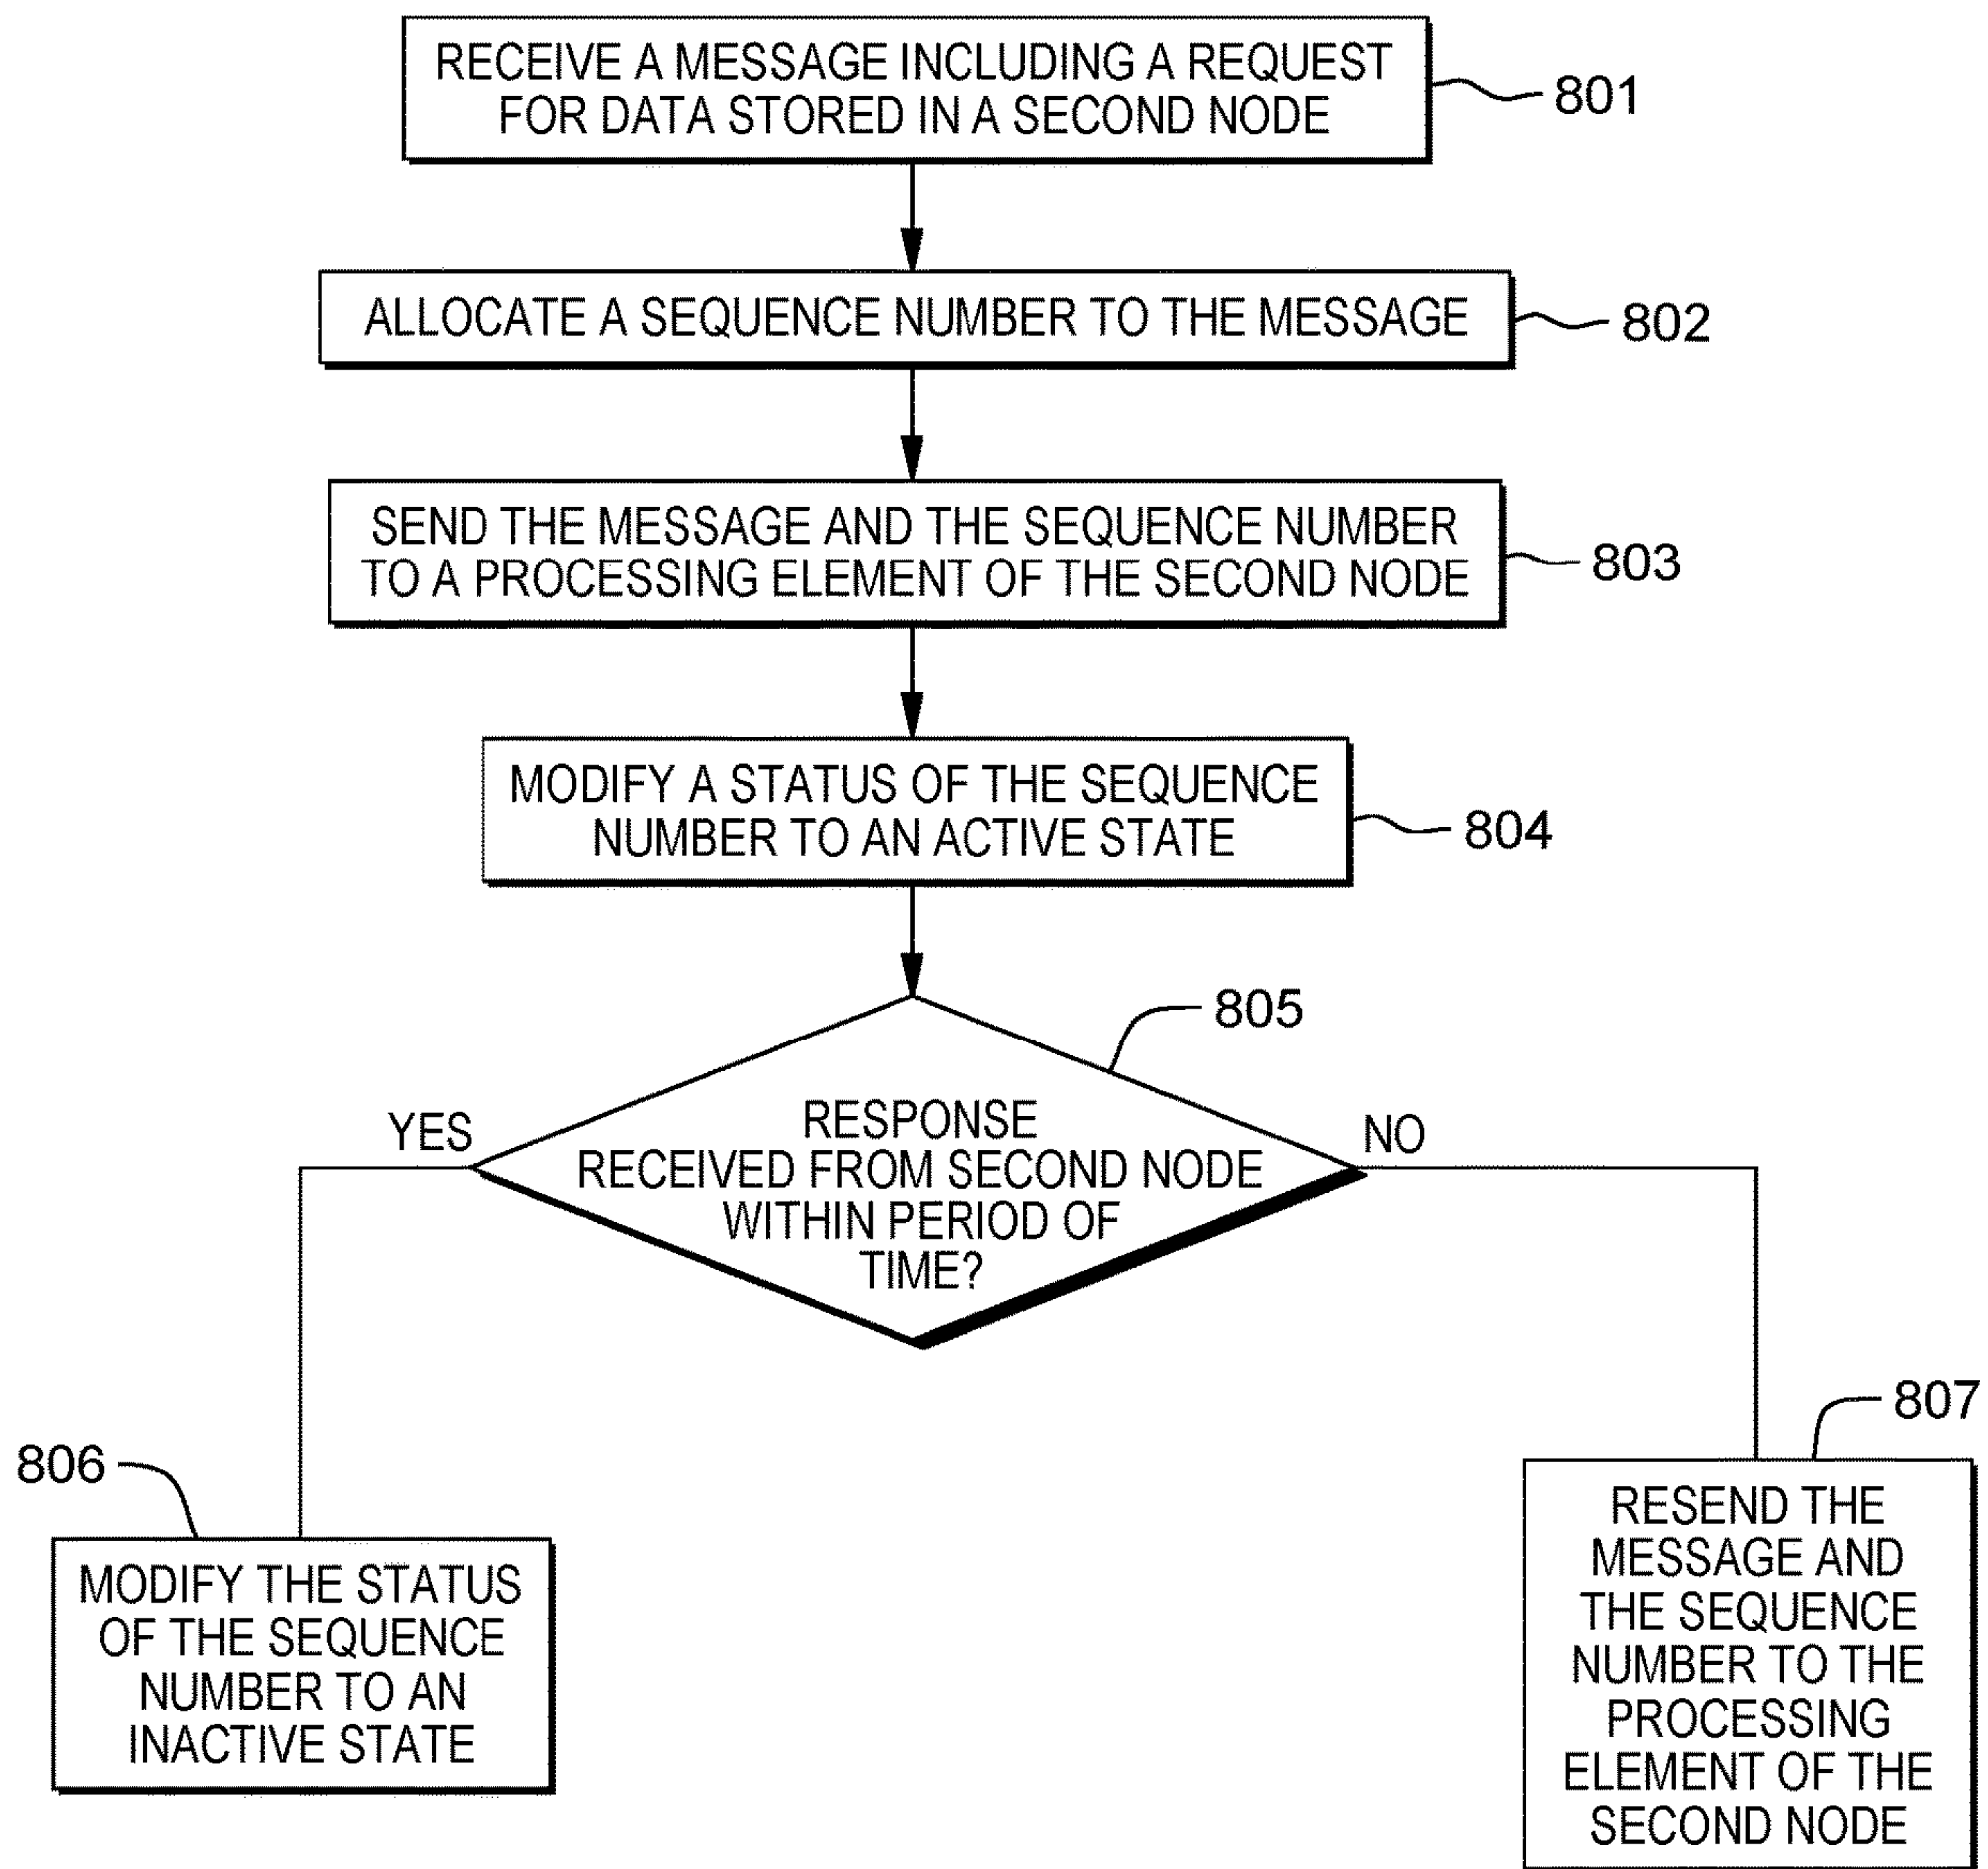 RECEIVE A MESSAGE INCLUDING A REQUEST
FOR DATA STORED IN A SECOND NODE
801
ALLOCATE A SEQUENCE NUMBER TO THE MESSAGE
802
SEND THE MESSAGE AND THE SEQUENCE NUMBER
TO A PROCESSING ELEMENT OF THE SECOND NODE
803
MODIFY A STATUS OF THE SEQUENCE
NUMBER TO AN ACTIVE STATE
804
805
RESPONSE
RECEIVED FROM SECOND NODE
WITHIN PERIOD OF
TIME?
YES
NO
806
MODIFY THE STATUS
OF THE SEQUENCE
NUMBER TO AN
INACTIVE STATE
807
RESEND THE
MESSAGE AND
THE SEQUENCE
NUMBER TO THE
PROCESSING
ELEMENT OF THE
SECOND NODE